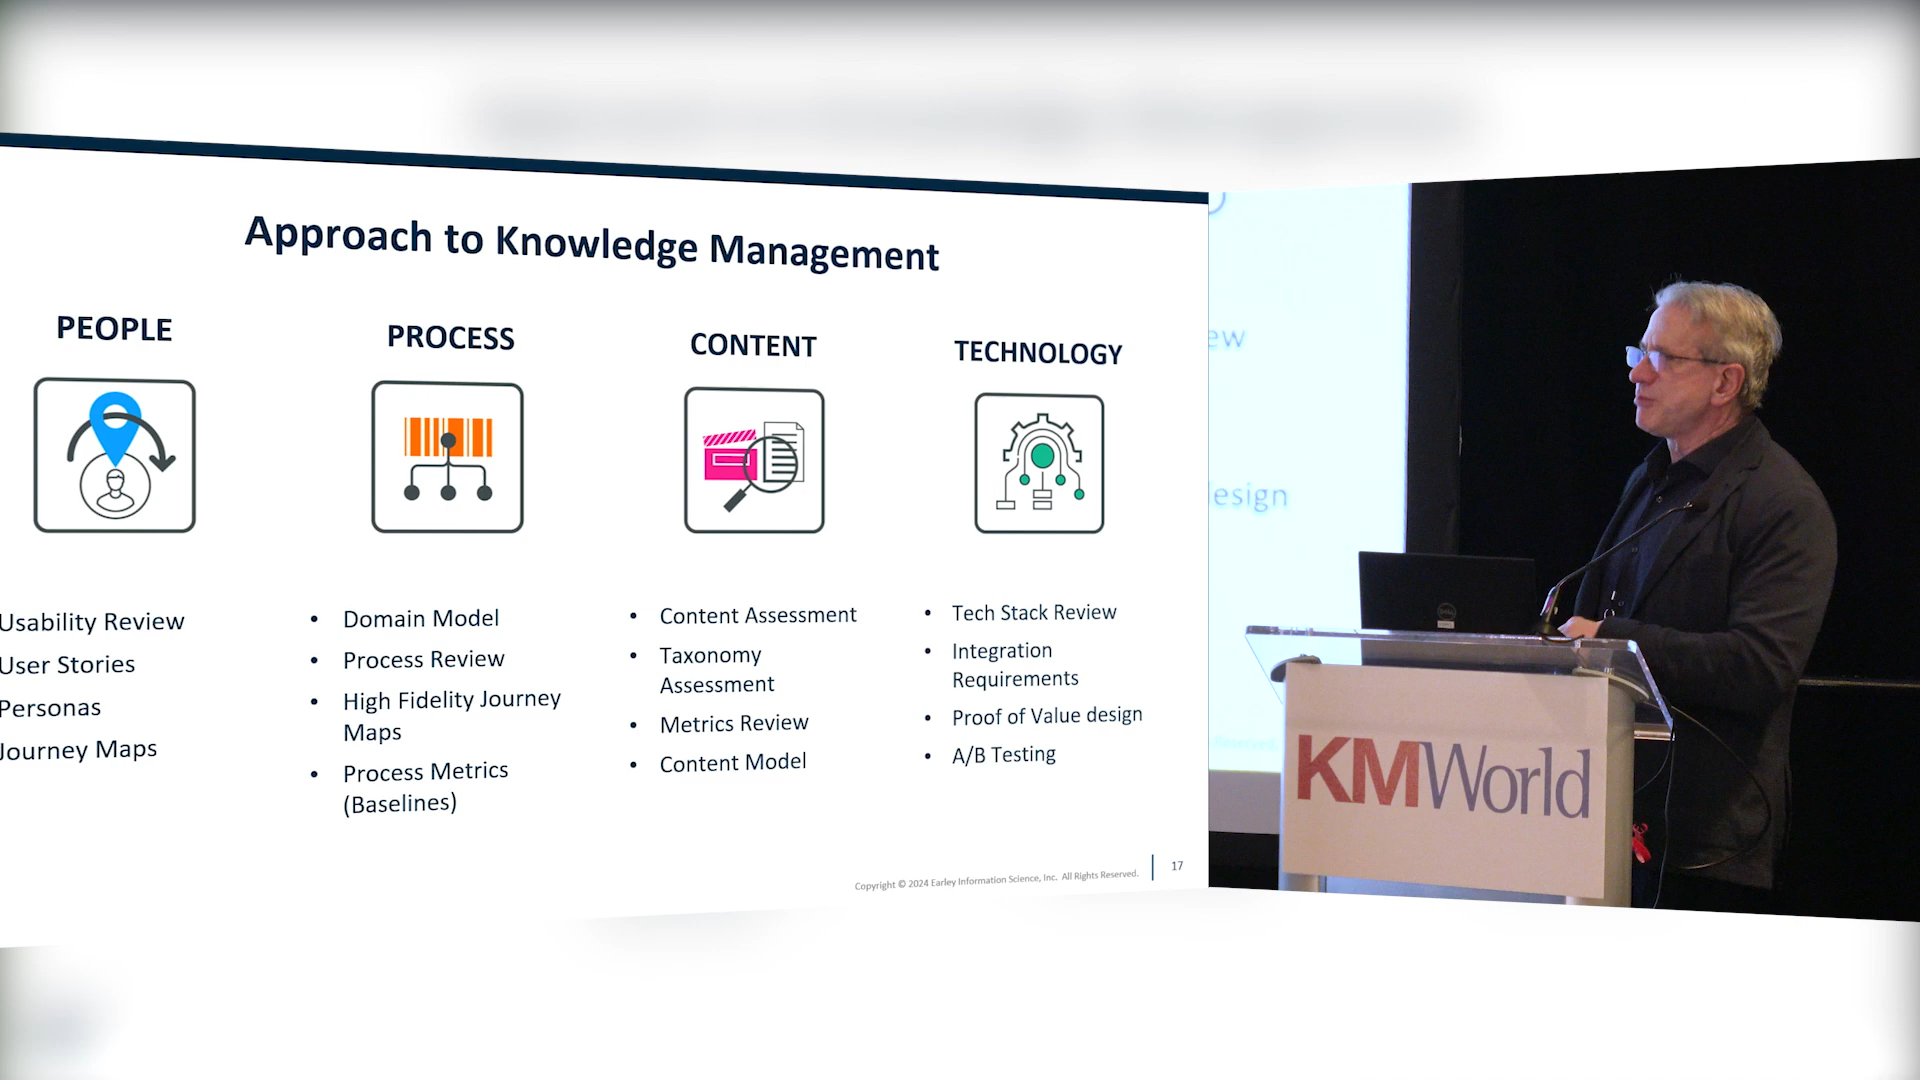 Approach to Knowledge Management
PEOPLE
Usability Review
User Stories
Personas
Journey Maps
PROCESS
• Domain Model
• Process Review
• High Fidelity Journey
Maps
• Process Metrics
(Baselines)
CONTENT
• Content Assessment
• Taxonomy
Assessment
• Metrics Review
• Content Model
TECHNOLOGY
• Tech Stack Review
• Integration
Requirements
• Proof of Value design
• A/B Testing
Copyright © 2024 Earley Information Science, Inc. All Rights Reserved.
17
ew
esign
KMWorld